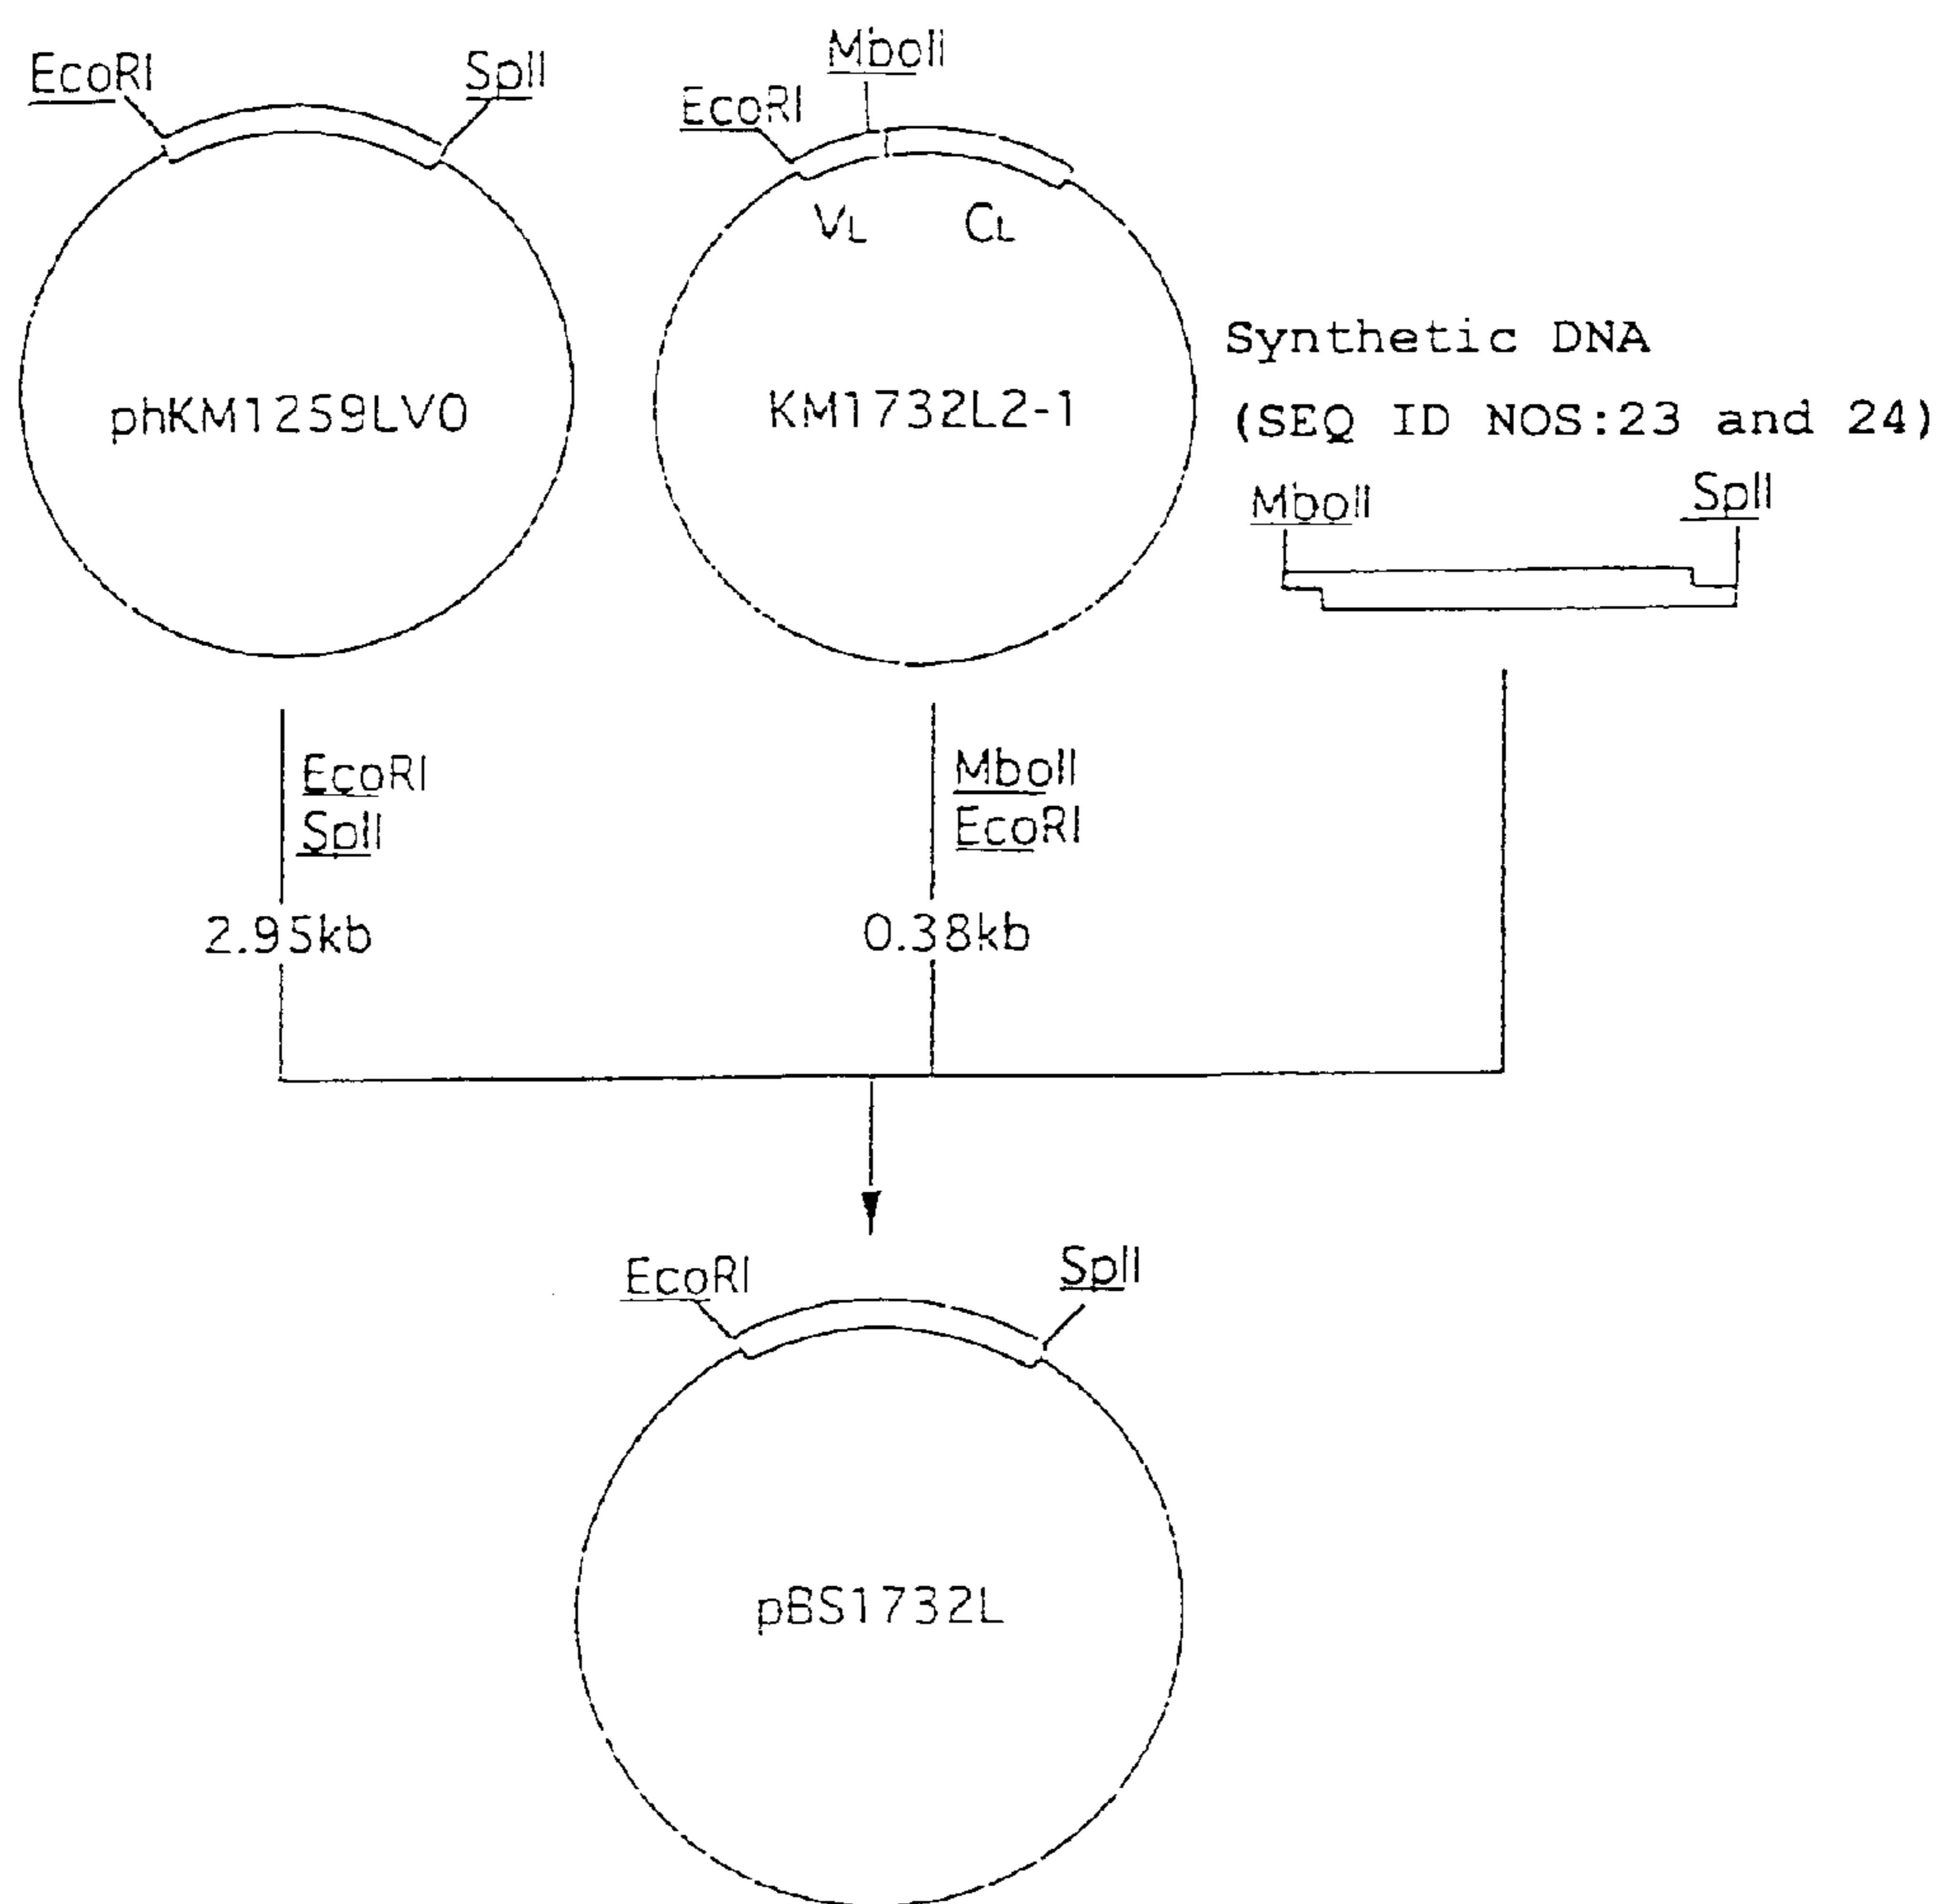 EcoRI
SplI
EcoRI
MboII
VL
CL
phKM1259LV0
KM1732L2-1
Synthetic DNA
(SEQ ID NOS:23 and 24)
MboII
SplI
EcoRI
SplI
MboII
EcoRI
2.95kb
0.38kb
EcoRI
SplI
pBS1732L